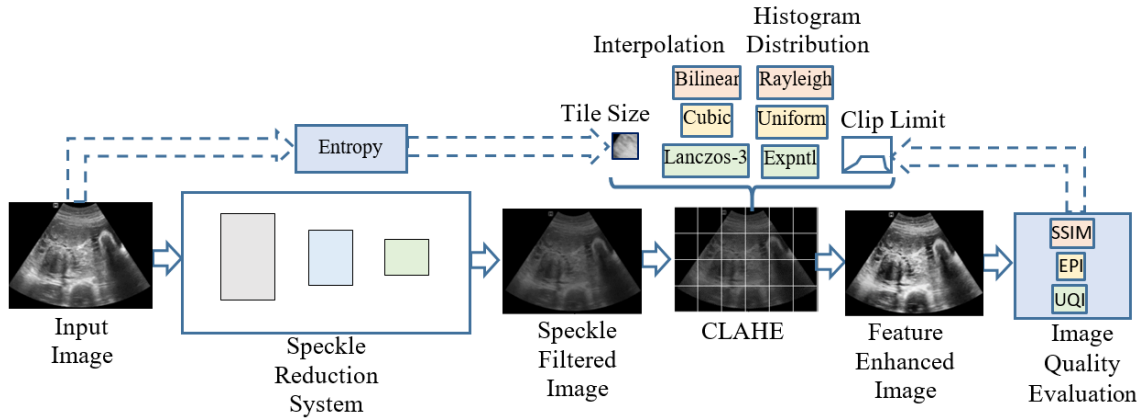 Histogram
Distribution
Interpolation
Bilinear
Rayleigh
Tile Size
Cubic
Uniform
Clip Limit
Entropy
Lanczos-3
Expntl
SSIM
EPI
UQI
Input
Image
Speckle
Reduction
System
Speckle
Filtered
Image
CLAHE
Feature
Enhanced
Image
Image
Quality
Evaluation